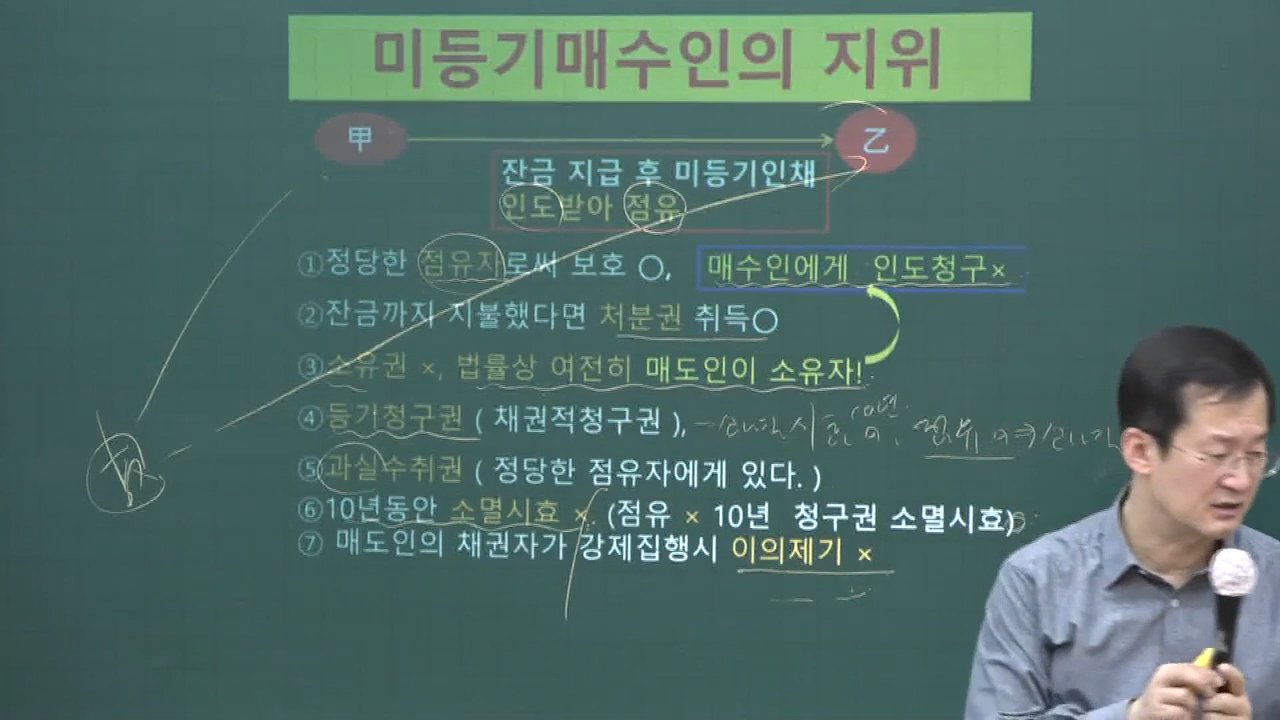 미등기매수인의 지위
甲 乙
잔금 지급 후 미등기인채
인도받아 점유
①정당한 점유자로써 보호 ○, 매수인에게 인도청구×
②잔금까지 지불했다면 처분권 취득○
③소유권 ×, 법률상 여전히 매도인이 소유자!
④등기청구권 ( 채권적청구권 ),
⑤과실수취권 ( 정당한 점유자에게 있다. )
⑥10년동안 소멸시효 × (점유 × 10년 청구권 소멸시효)
⑦ 매도인의 채권자가 강제집행시 이의제기 ×